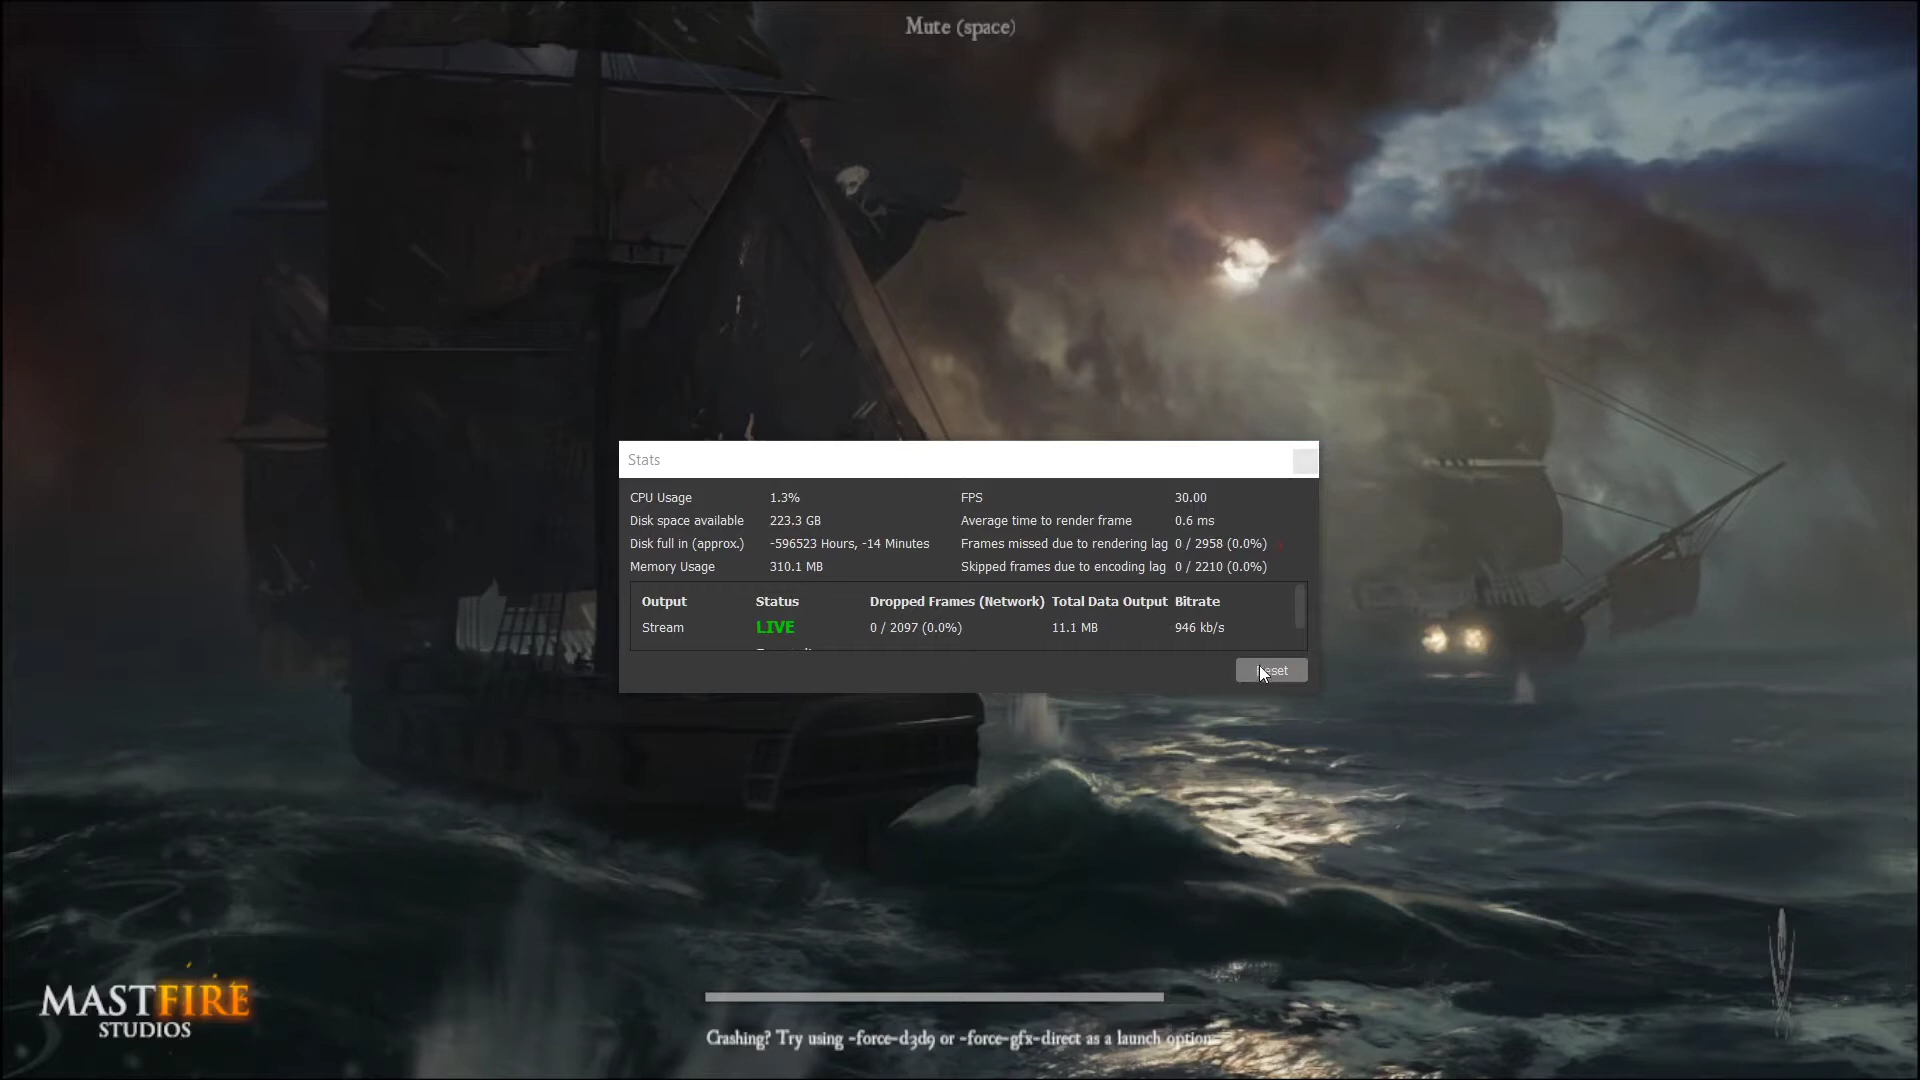 Mute (space)
Stats
CPU Usage 1.3% FPS 30.00
Disk space available 223.3 GB Average time to render frame 0.6 ms
Disk full in (approx.) -596523 Hours, -14 Minutes Frames missed due to rendering lag 0 / 2958 (0.0%)
Memory Usage 310.1 MB Skipped frames due to encoding lag 0 / 2210 (0.0%)
Output Status Dropped Frames (Network) Total Data Output Bitrate
Stream LIVE 0 / 2097 (0.0%) 11.1 MB 946 kb/s
Reset
MASTFIRE
STUDIOS
Crashing? Try using -force-d3d9 or -force-gfx-direct as a launch option